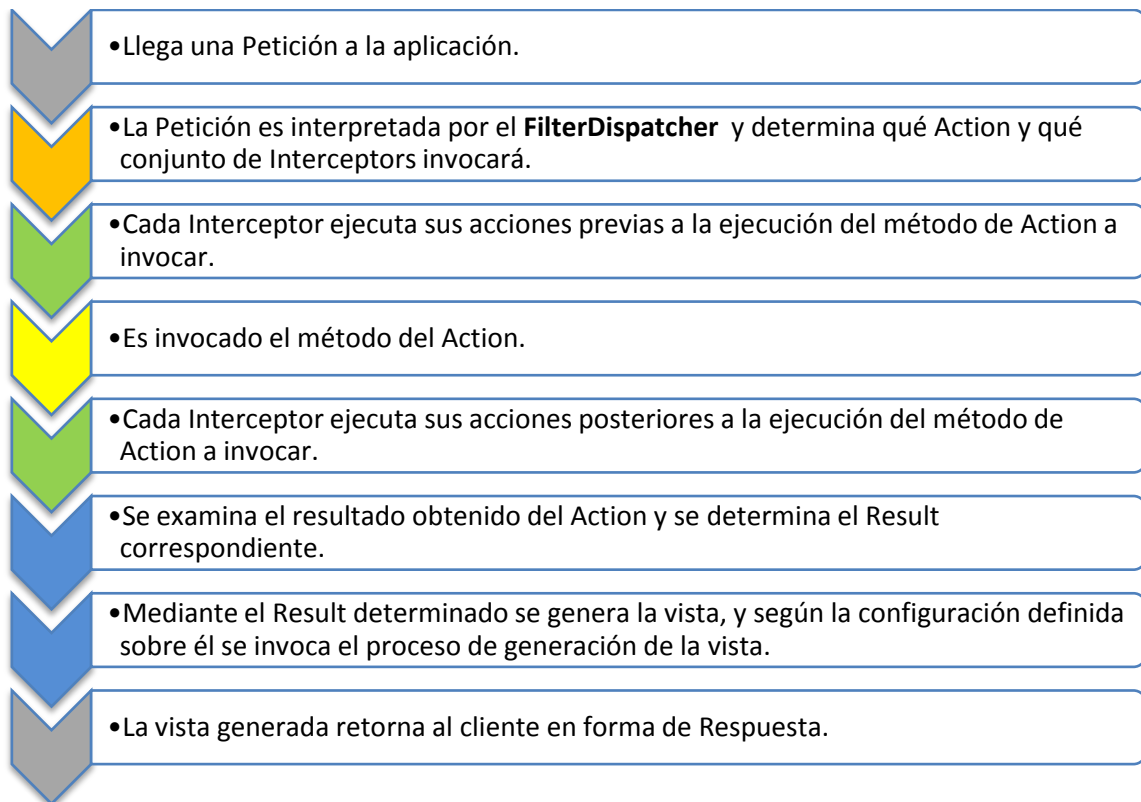 •Llega una Petición a la aplicación.
•La Petición es interpretada por el FilterDispatcher y determina qué Action y qué
conjunto de Interceptors invocará.
•Cada Interceptor ejecuta sus acciones previas a la ejecución del método de Action a
invocar.
•Es invocado el método del Action.
•Cada Interceptor ejecuta sus acciones posteriores a la ejecución del método de
Action a invocar.
•Se examina el resultado obtenido del Action y se determina el Result
correspondiente.
•Mediante el Result determinado se genera la vista, y según la configuración definida
sobre él se invoca el proceso de generación de la vista.
•La vista generada retorna al cliente en forma de Respuesta.